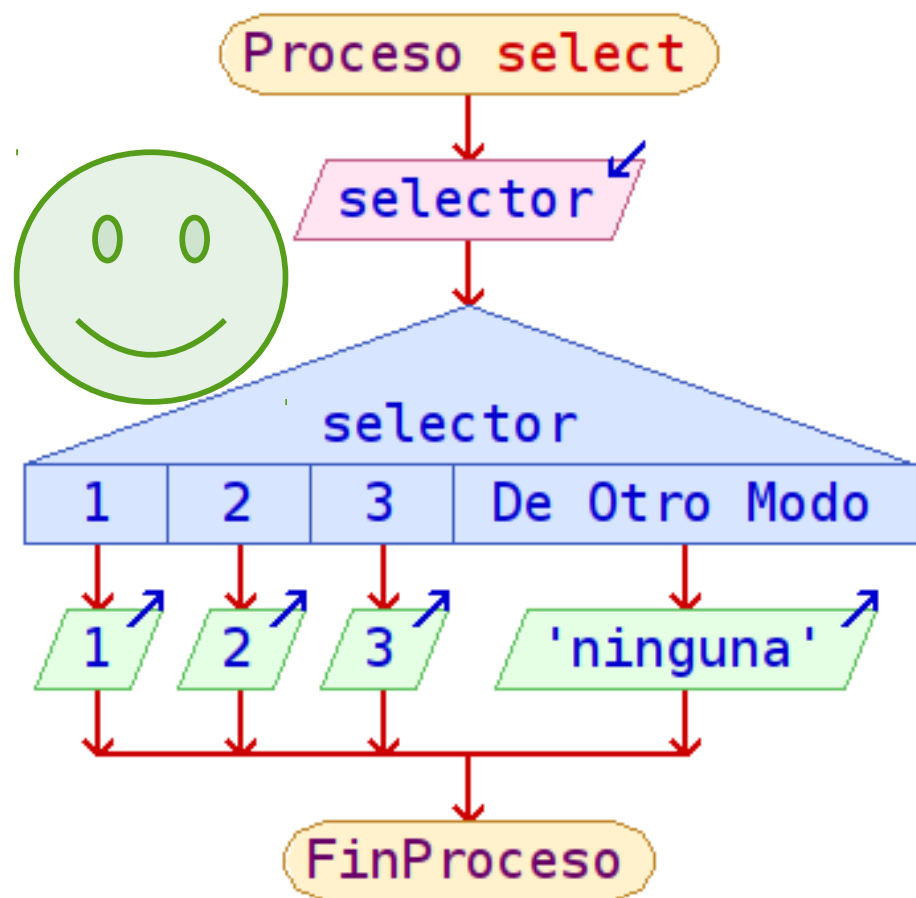 Proceso select
selector
selector
1 2 3 De Otro Modo
1 2 3 'ninguna'
FinProceso